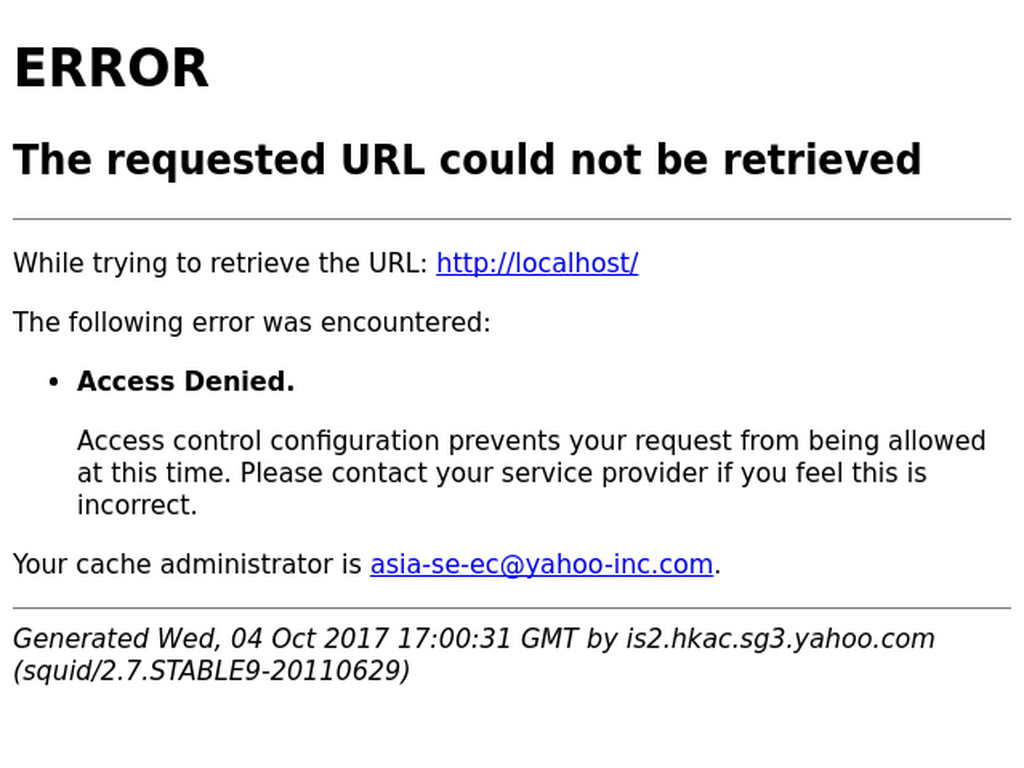 ERROR
The requested URL could not be retrieved
While trying to retrieve the URL: http://localhost/
The following error was encountered:
• Access Denied.
Access control configuration prevents your request from being allowed
at this time. Please contact your service provider if you feel this is
incorrect.
Your cache administrator is asia-se-ec@yahoo-inc.com.
Generated Wed, 04 Oct 2017 17:00:31 GMT by is2.hkac.sg3.yahoo.com
(squid/2.7.STABLE9-20110629)